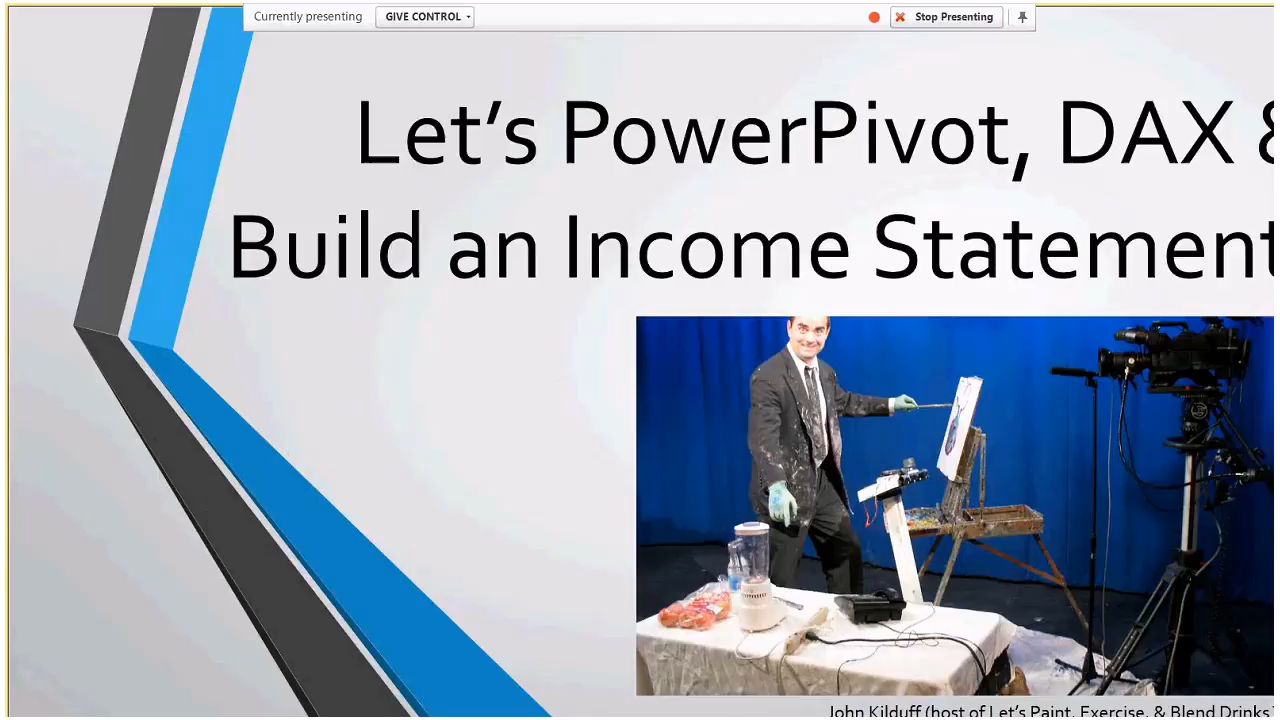 Currently presenting GIVE CONTROL Stop Presenting
Let’s PowerPivot, DAX &
Build an Income Statement
John Kilduff (host of Let’s Paint, Exercise, & Blend Drinks